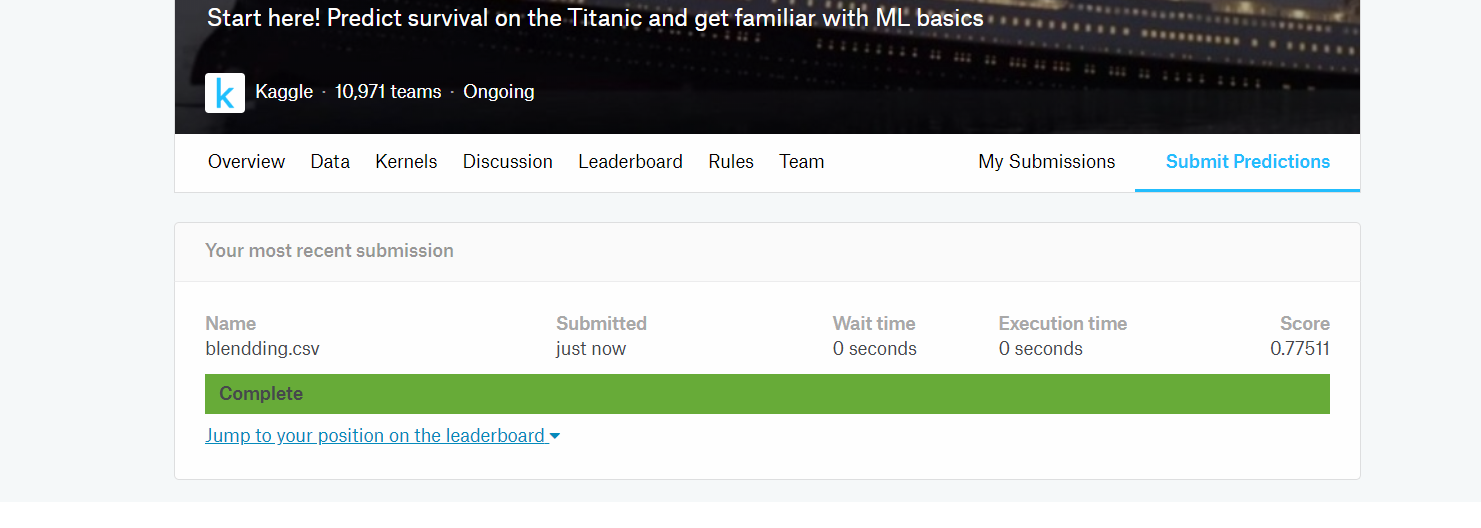 Start here! Predict survival on the Titanic and get familiar with ML basics
k
Kaggle · 10,971 teams · Ongoing
Overview Data Kernels Discussion Leaderboard Rules Team My Submissions Submit Predictions
Your most recent submission
Name Submitted Wait time Execution time Score
blendding.csv just now 0 seconds 0 seconds 0.77511
Complete
Jump to your position on the leaderboard